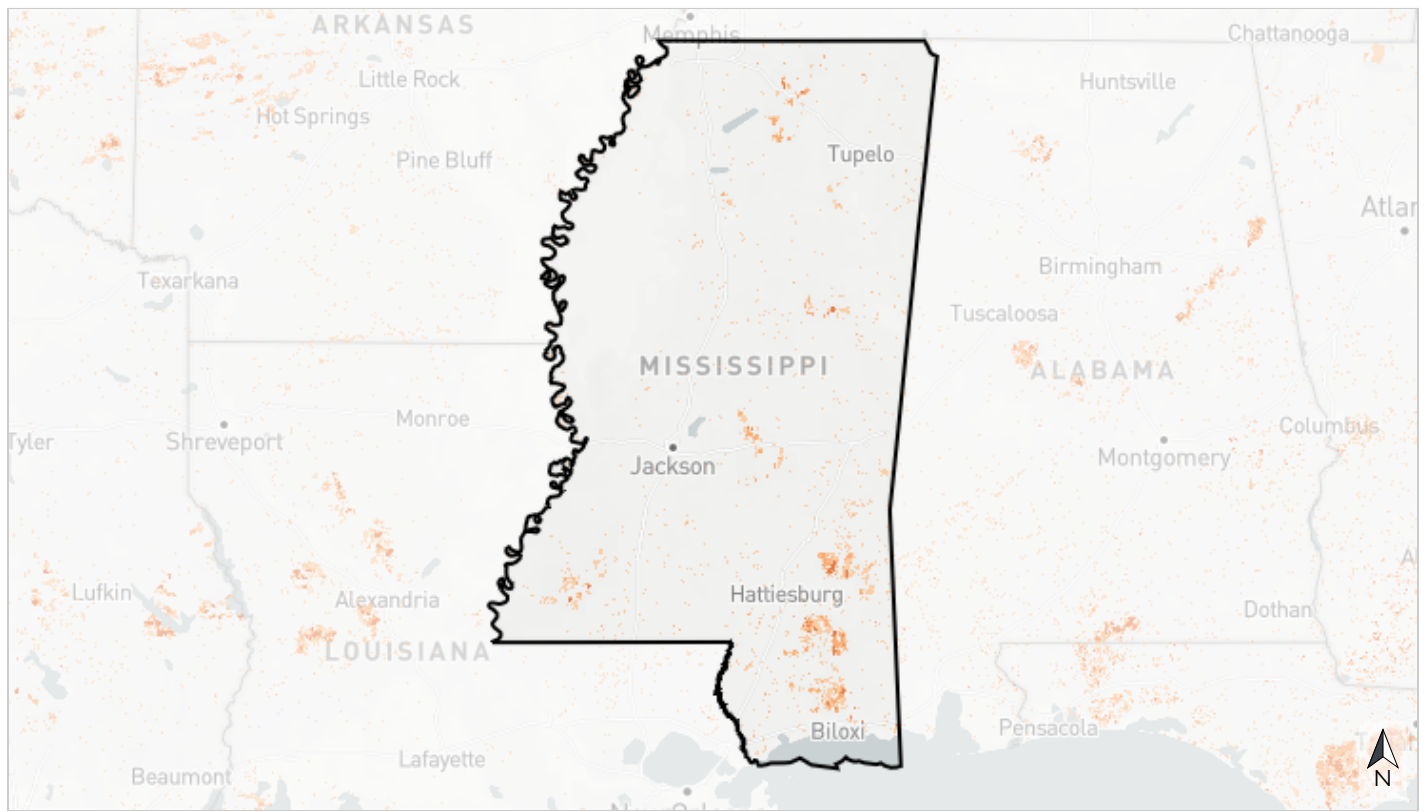 ARKANSAS
Memphis
Chattanooga
Little Rock
Huntsville
Hot Springs
Pine Bluff
Tupelo
Birmingham
Texarkana
Tuscaloosa
MISSISSIPPI
ALABAMA
Monroe
Columbus
Tyler
Shreveport
Jackson
Montgomery
Lufkin
Alexandria
Hattiesburg
Dothan
LOUISIANA
Biloxi
Pensacola
Lafayette
Beaumont
N